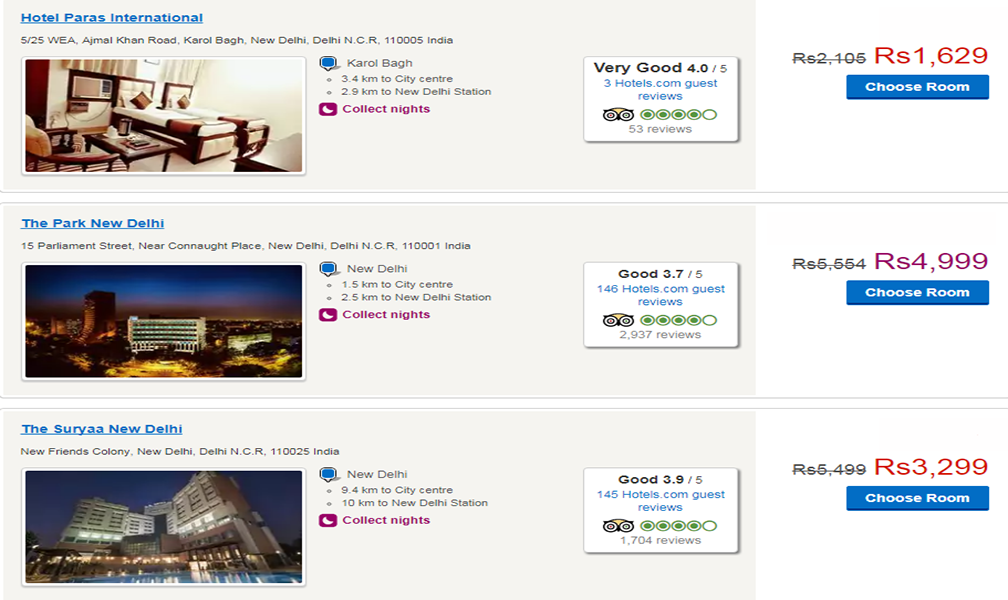 Hotel Paras International
5/25 WEA, Ajmal Khan Road, Karol Bagh, New Delhi, Delhi N.C.R, 110005 India
Karol Bagh
3.4 km to City centre
2.9 km to New Delhi Station
Collect nights
Very Good 4.0 / 5
3 Hotels.com guest
reviews
53 reviews
Rs2,105 Rs1,629
Choose Room
The Park New Delhi
15 Parliament Street, Near Connaught Place, New Delhi, Delhi N.C.R, 110001 India
New Delhi
1.5 km to City centre
2.5 km to New Delhi Station
Collect nights
Good 3.7 / 5
146 Hotels.com guest
reviews
2,937 reviews
Rs5,554 Rs4,999
Choose Room
The Suryaa New Delhi
New Friends Colony, New Delhi, Delhi N.C.R, 110025 India
New Delhi
9.4 km to City centre
10 km to New Delhi Station
Collect nights
Good 3.9 / 5
145 Hotels.com guest
reviews
1,704 reviews
Rs5,499 Rs3,299
Choose Room